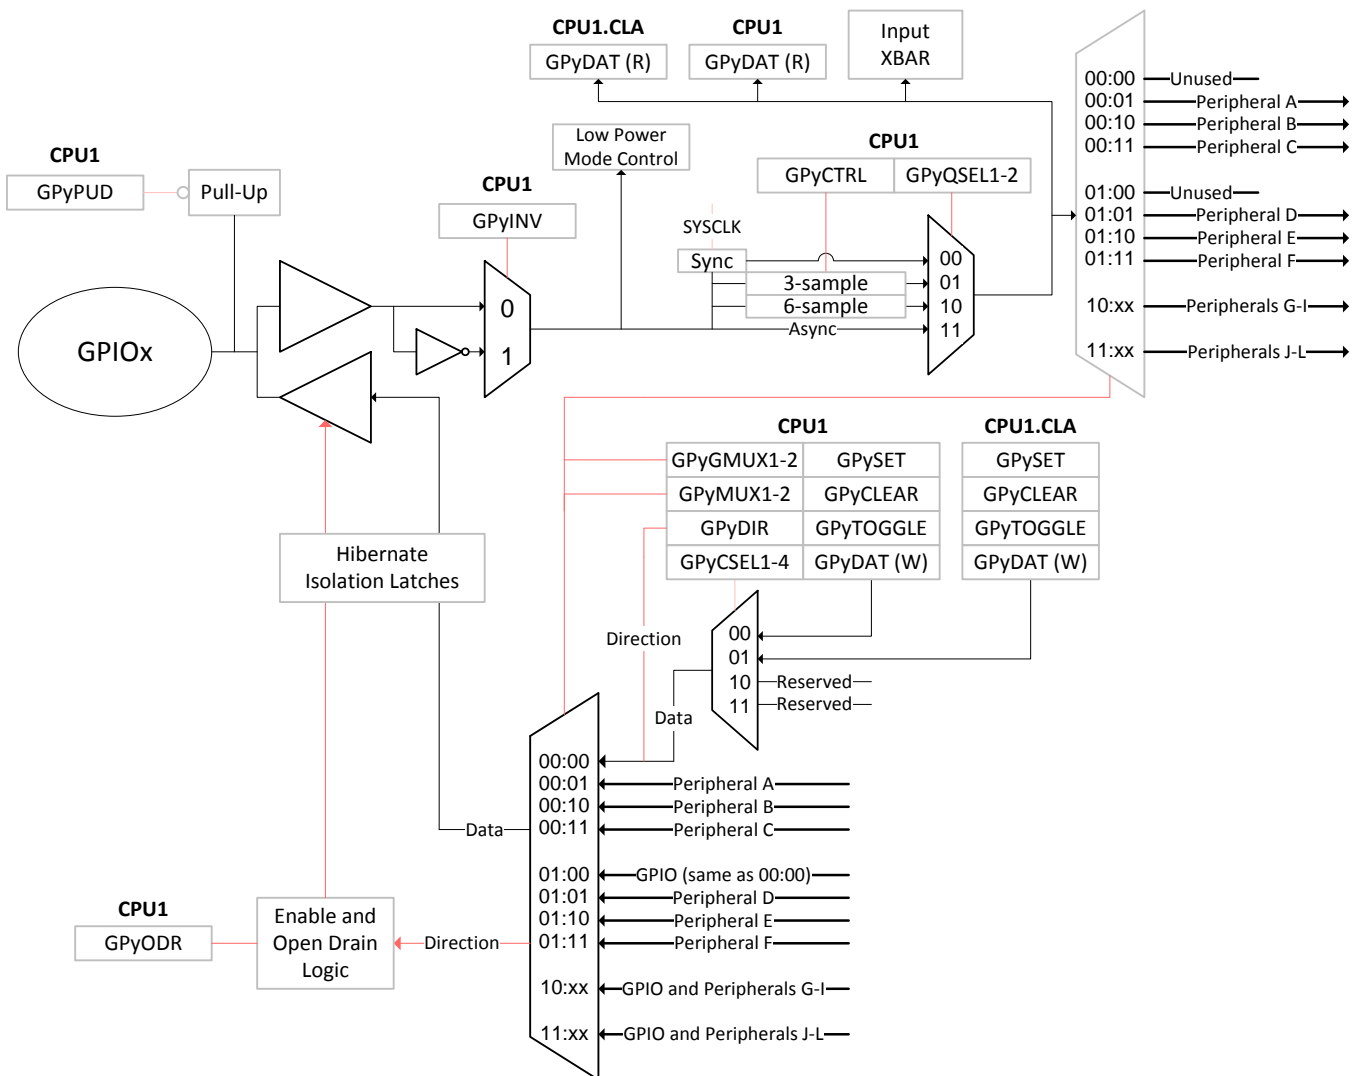 CPU1.CLA
GPyDAT (R)
CPU1
GPyDAT (R)
Input
XBAR
00:00
Unused
00:01
Peripheral A
00:10
Peripheral B
00:11
Peripheral C
01:00
Unused
01:01
Peripheral D
01:10
Peripheral E
01:11
Peripheral F
10:xx
Peripherals G-I
11:xx
Peripherals J-L
Low Power
Mode Control
CPU1
GPyPUD
Pull-Up
CPU1
GPyINV
CPU1
GPyCTRL
GPyQSEL1-2
SYSCLK
Sync
3-sample
6-sample
Async
00
01
10
11
0
1
GPIOx
CPU1
GPyGMUX1-2
GPySET
GPyMUX1-2
GPyCLEAR
GPyDIR
GPyTOGGLE
GPyCSEL1-4
GPyDAT (W)
CPU1.CLA
GPySET
GPyCLEAR
GPyTOGGLE
GPyDAT (W)
Hibernate
Isolation Latches
Direction
00
01
10
Reserved
11
Reserved
Data
00:00
00:01
Peripheral A
00:10
Peripheral B
00:11
Peripheral C
Data
01:00
GPIO (same as 00:00)
01:01
Peripheral D
01:10
Peripheral E
01:11
Peripheral F
10:xx
GPIO and Peripherals G-I
11:xx
GPIO and Peripherals J-L
CPU1
GPyODR
Enable and
Open Drain
Logic
Direction